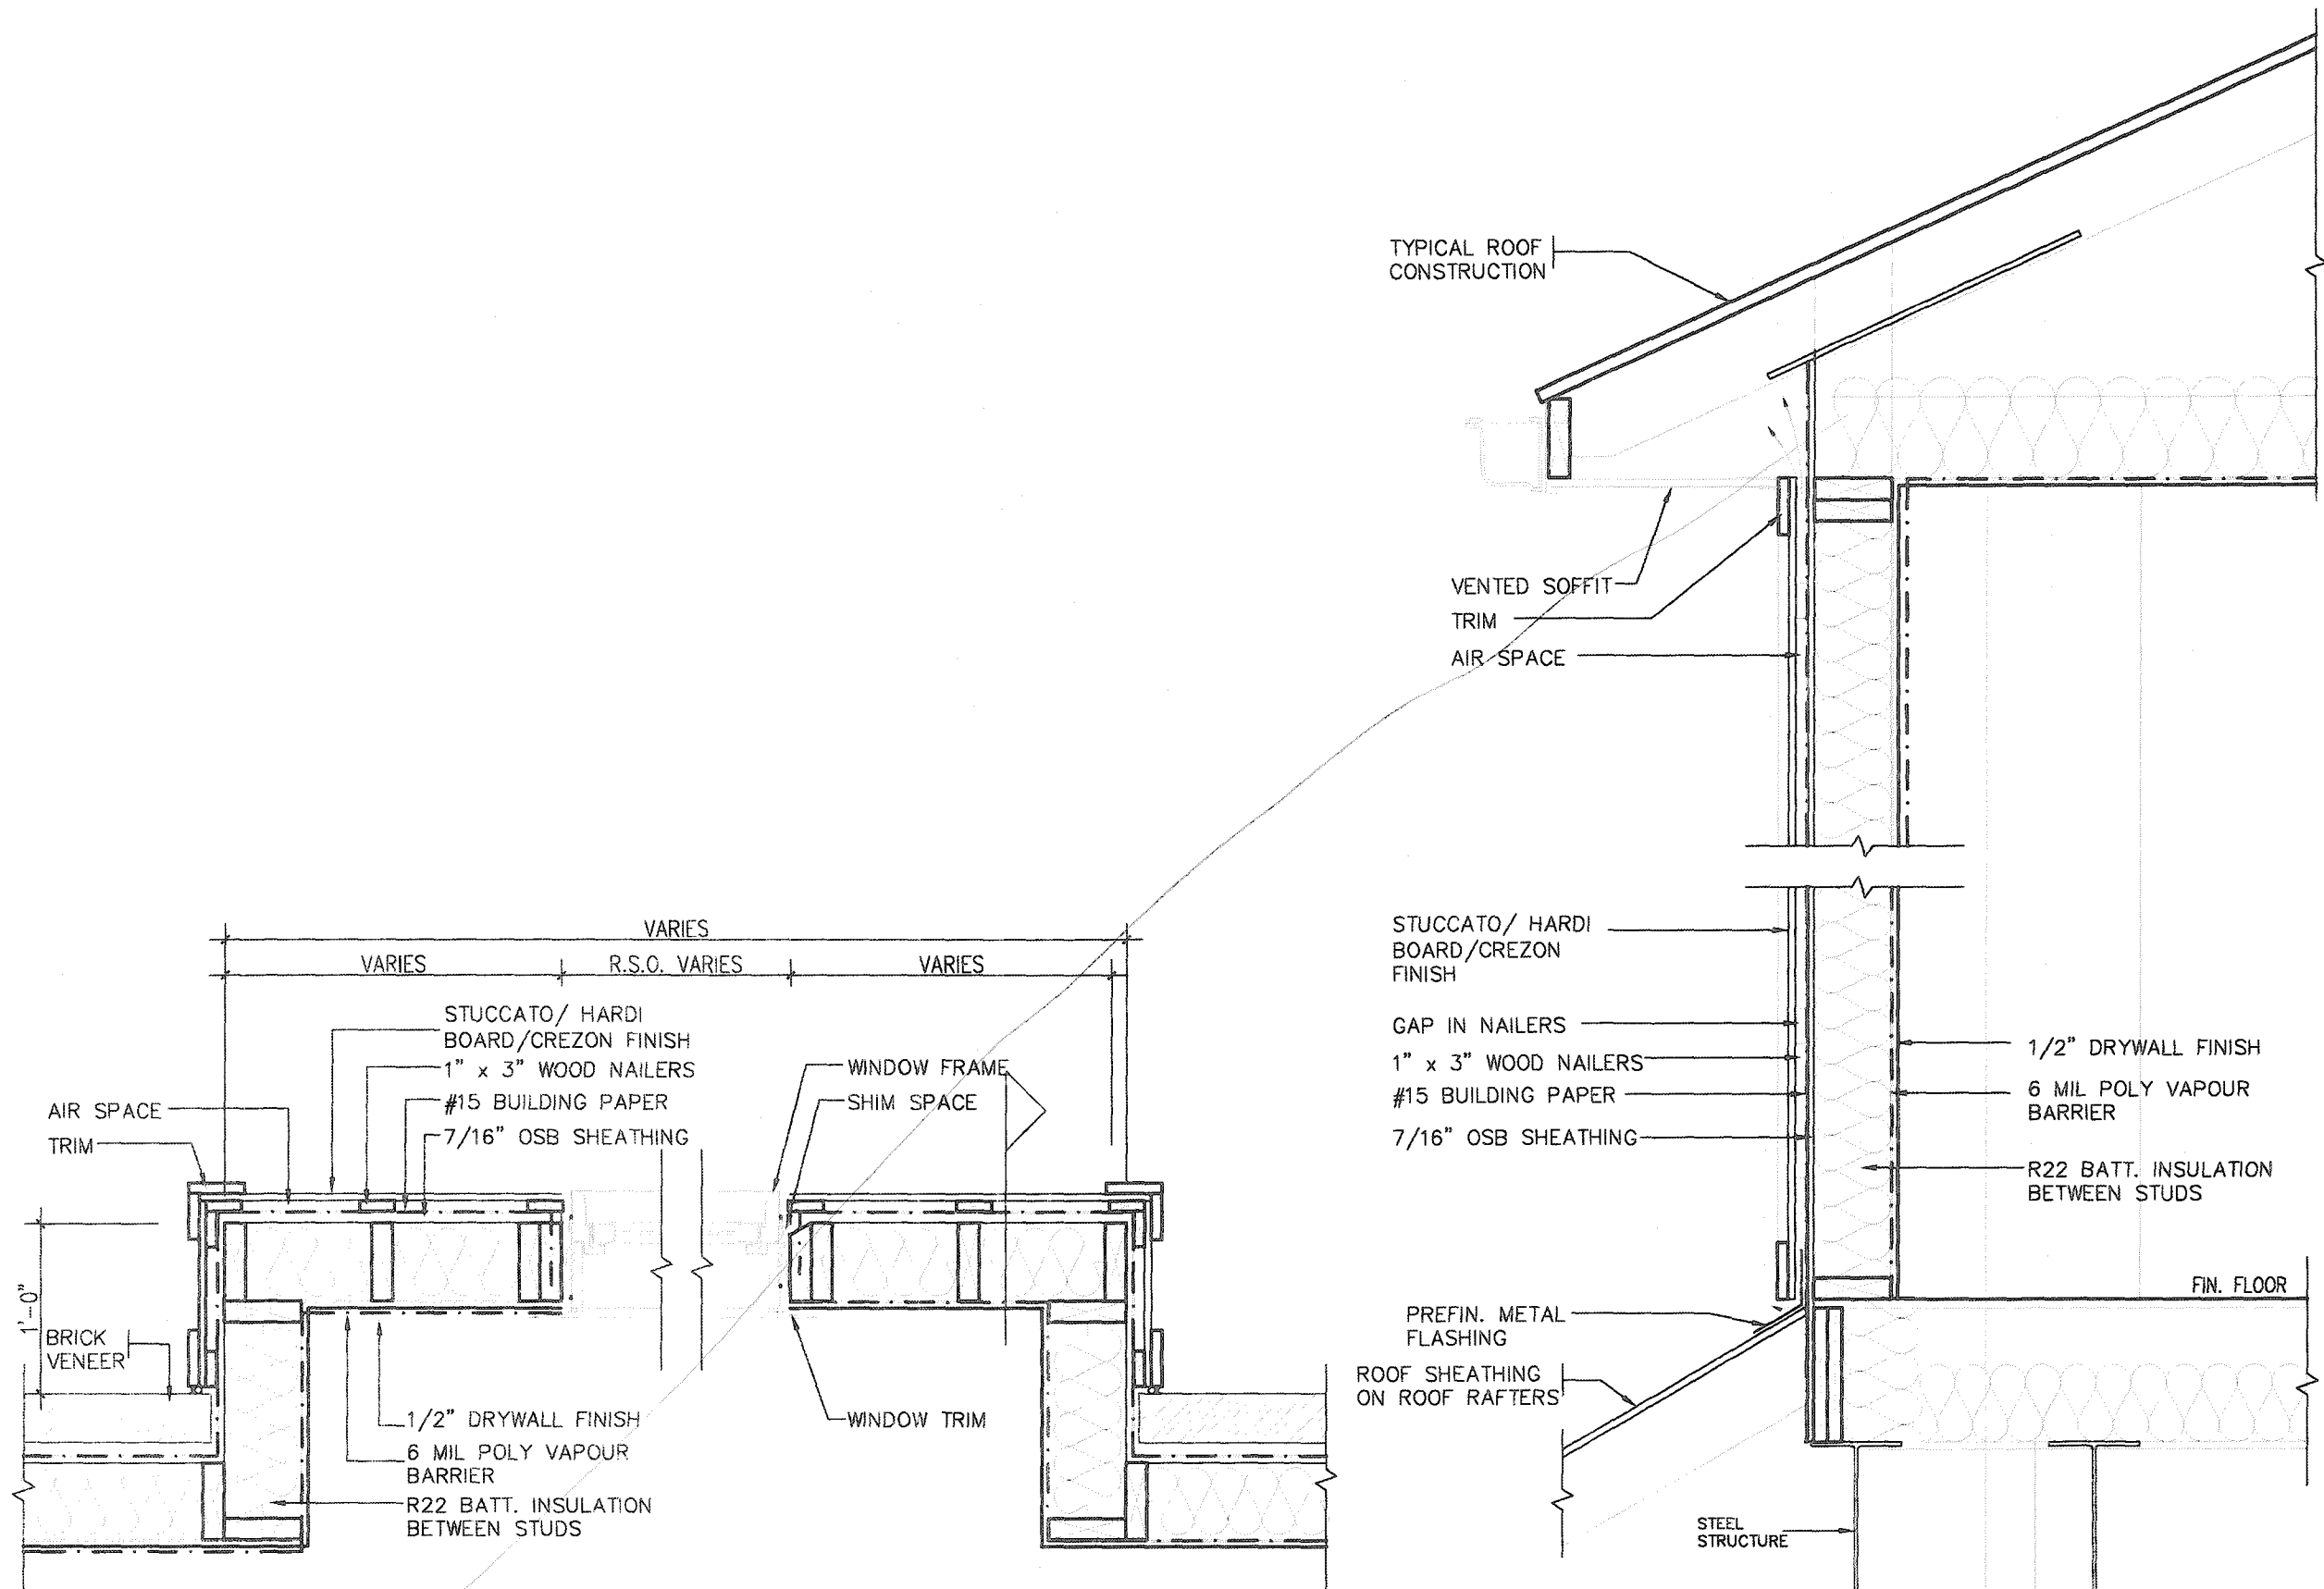 VARIES
VARIES
R.S.O. VARIES
VARIES
STUCCATO/ HARDI
BOARD/CREZON FINISH
1" x 3" WOOD NAILERS
#15 BUILDING PAPER
7/16" OSB SHEATHING
AIR SPACE
TRIM
WINDOW FRAME
SHIM SPACE
1'-0"
BRICK
VENEER
1/2" DRYWALL FINISH
6 MIL POLY VAPOUR
BARRIER
R22 BATT. INSULATION
BETWEEN STUDS
WINDOW TRIM
TYPICAL ROOF
CONSTRUCTION
VENTED SOFFIT
TRIM
AIR SPACE
STUCCATO/ HARDI
BOARD/CREZON
FINISH
GAP IN NAILERS
1" x 3" WOOD NAILERS
#15 BUILDING PAPER
7/16" OSB SHEATHING
1/2" DRYWALL FINISH
6 MIL POLY VAPOUR
BARRIER
R22 BATT. INSULATION
BETWEEN STUDS
FIN. FLOOR
PREFIN. METAL
FLASHING
ROOF SHEATHING
ON ROOF RAFTERS
STEEL
STRUCTURE